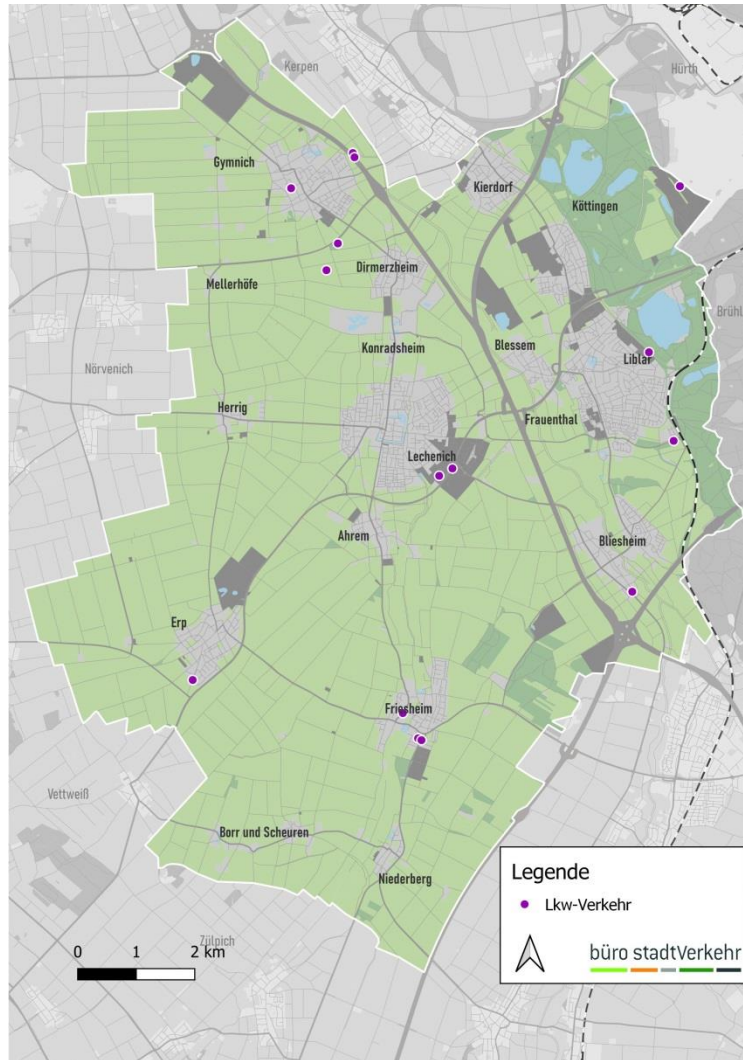 Kerpen
Hürth
Gymnich
Kierdorf
Köttingen
Dirmerzheim
Mellerhöfe
Brühl
Konradsheim
Blessem
Liblar
Nörvenich
Herrig
Frauenthal
Lechenich
Ahrem
Bliesheim
Erp
Friesheim
Vettweiß
Borr und Scheuren
Niederberg
Zülpich
0 1 2 km
Legende
Lkw-Verkehr
büro stadtVerkehr